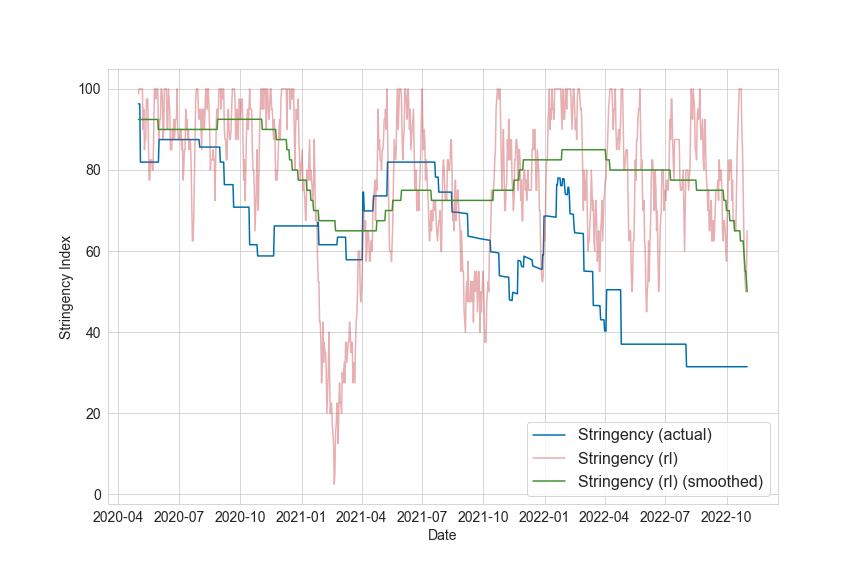 100
80
60
40
20
0
Stringency Index
Stringency (actual)
Stringency (rl)
Stringency (rl) (smoothed)
2020-04 2020-07 2020-10 2021-01 2021-04 2021-07 2021-10 2022-01 2022-04 2022-07 2022-10
Date